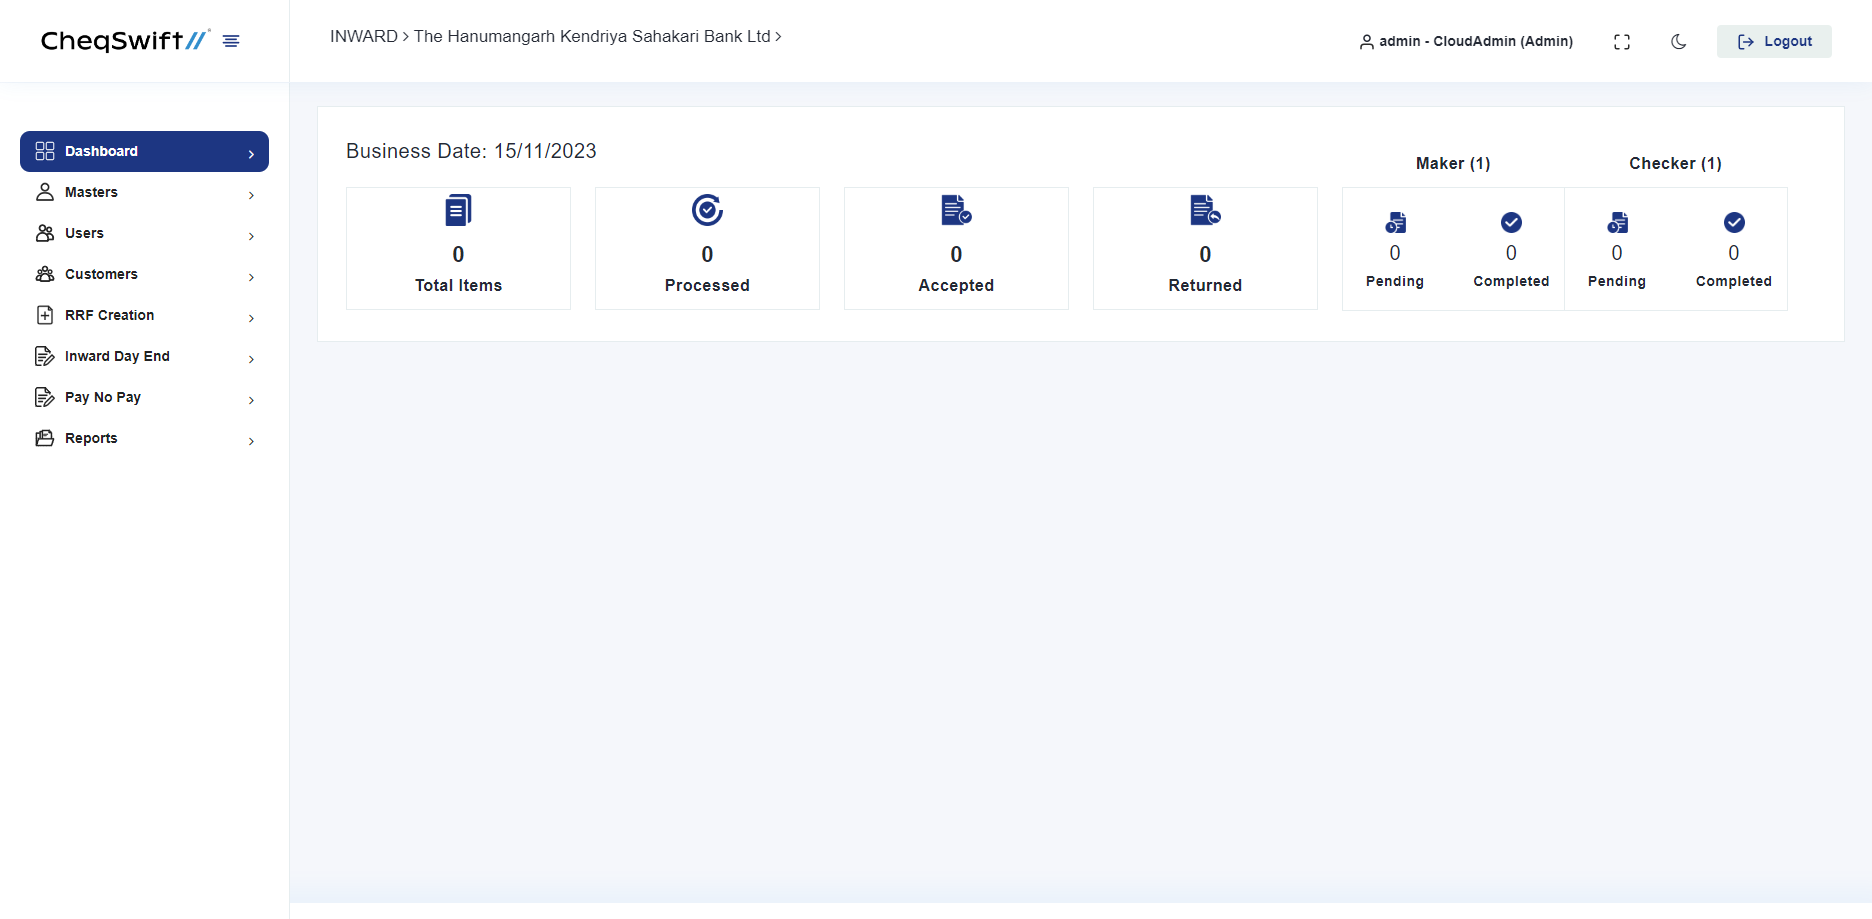 CheqSwift//
INWARD > The Hanumangarh Kendriya Sahakari Bank Ltd >
admin - CloudAdmin (Admin)
Logout
Dashboard
Masters
Users
Customers
RRF Creation
Inward Day End
Pay No Pay
Reports
Business Date: 15/11/2023
0
Total Items
0
Processed
0
Accepted
0
Returned
Maker (1)
0
Pending
0
Completed
Checker (1)
0
Pending
0
Completed